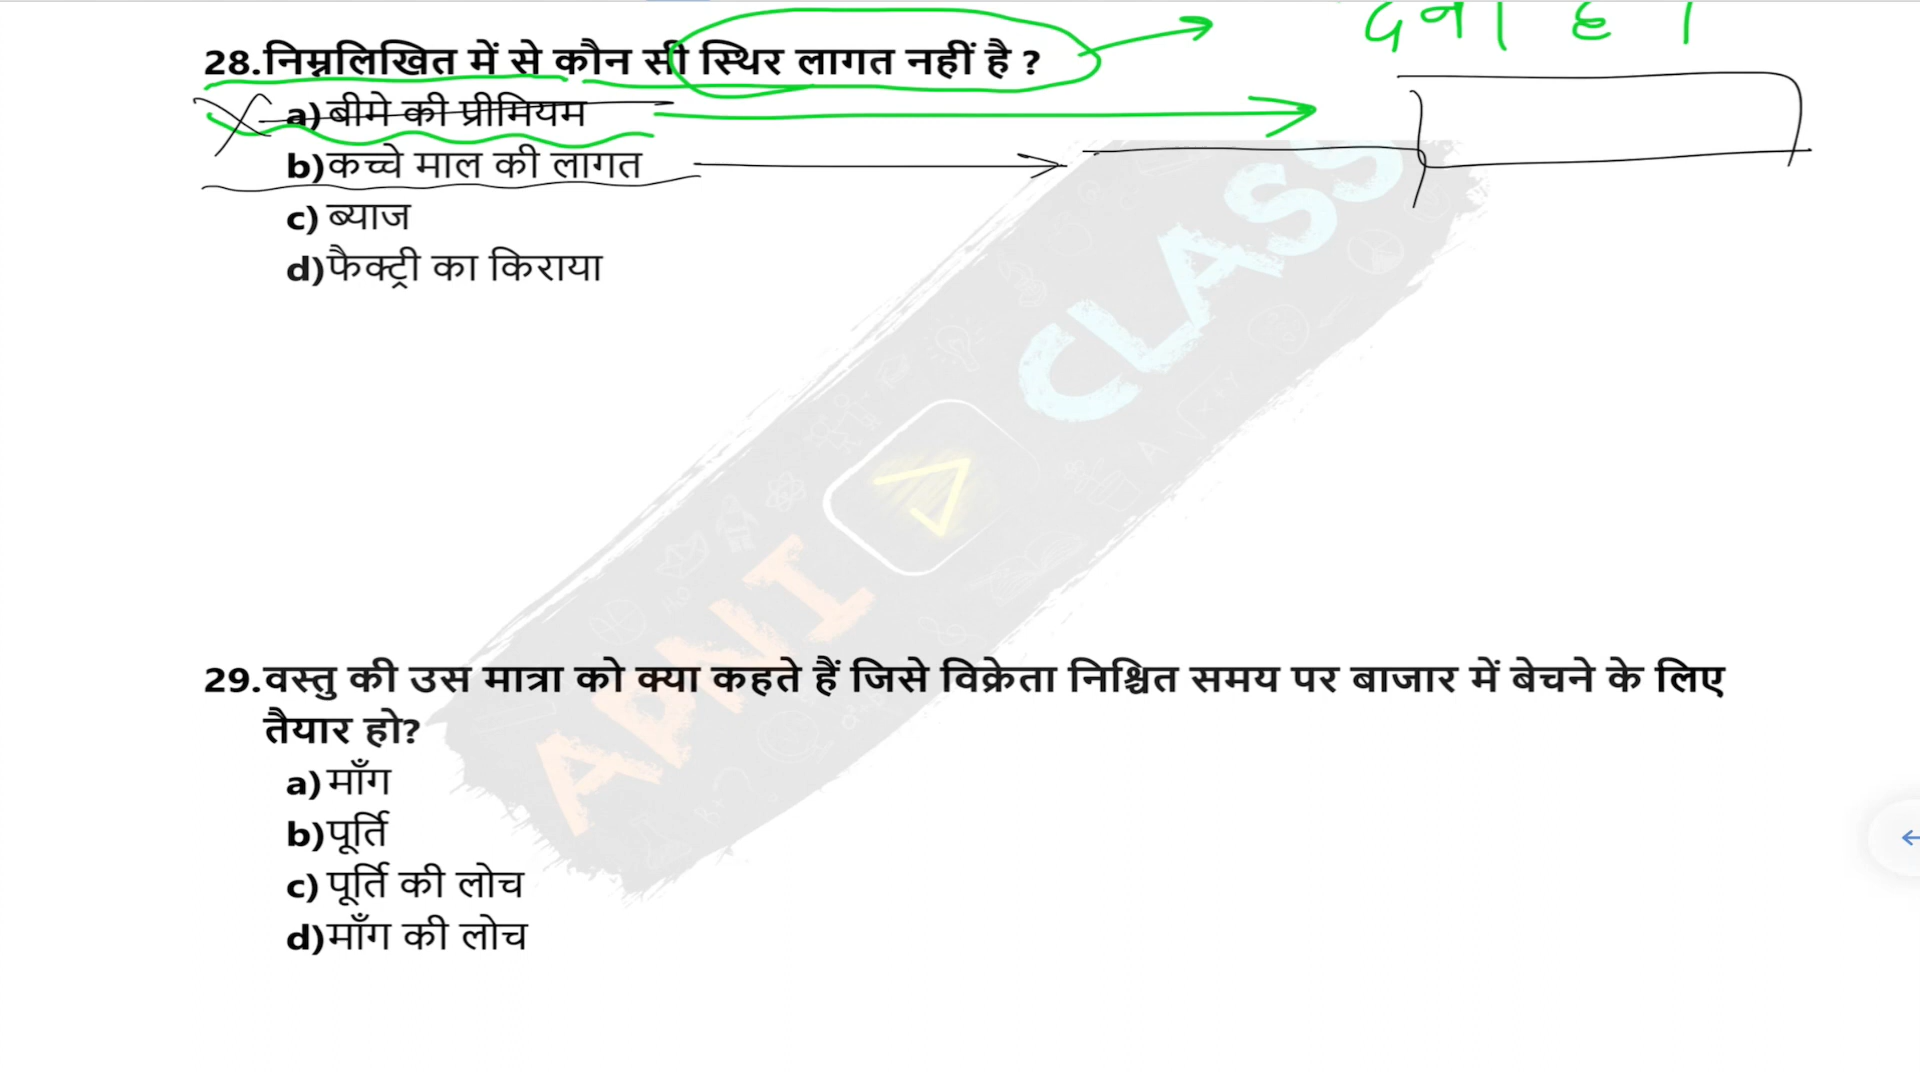 28.निम्नलिखित में से कौन सी स्थिर लागत नहीं है ?
a) बीमे की प्रीमियम
b) कच्चे माल की लागत
c) ब्याज
d) फैक्ट्री का किराया
APNI CLASS
29.वस्तु की उस मात्रा को क्या कहते हैं जिसे विक्रेता निश्चित समय पर बाजार में बेचने के लिए
तैयार हो?
a) माँग
b) पूर्ति
c) पूर्ति की लोच
d) माँग की लोच